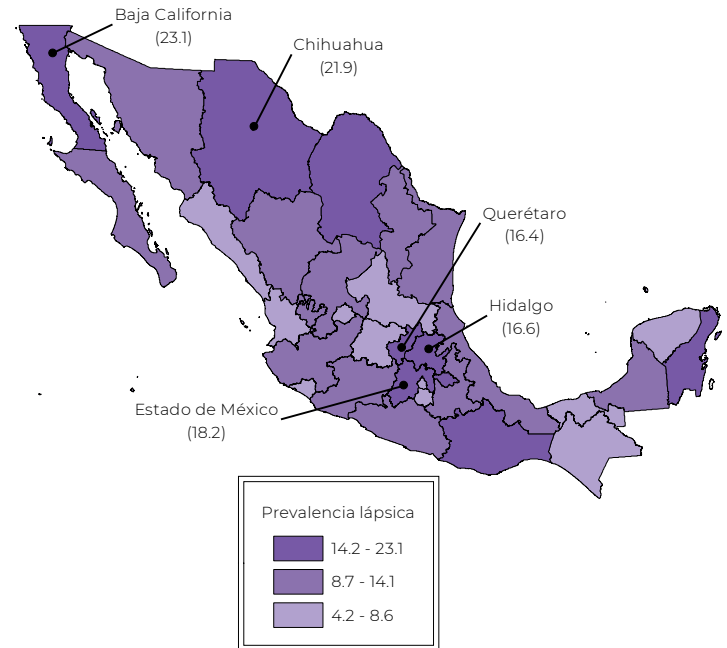 Baja California
(23.1)
Chihuahua
(21.9)
Querétaro
(16.4)
Hidalgo
(16.6)
Estado de México
(18.2)
Prevalencia lápsica
14.2 - 23.1
8.7 - 14.1
4.2 - 8.6